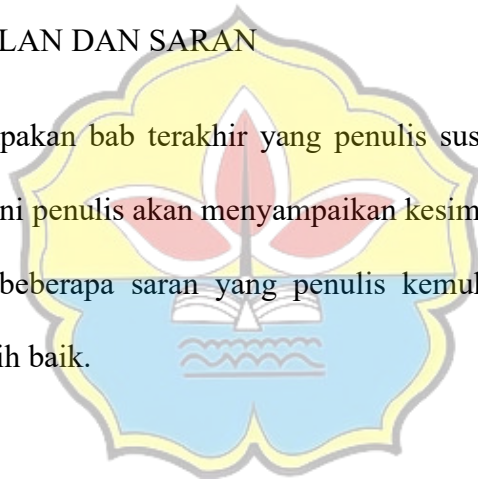 LAN DAN SARAN
pakan bab terakhir yang penulis sus
ni penulis akan menyampaikan kesim
beberapa saran yang penulis kemul
ih baik.